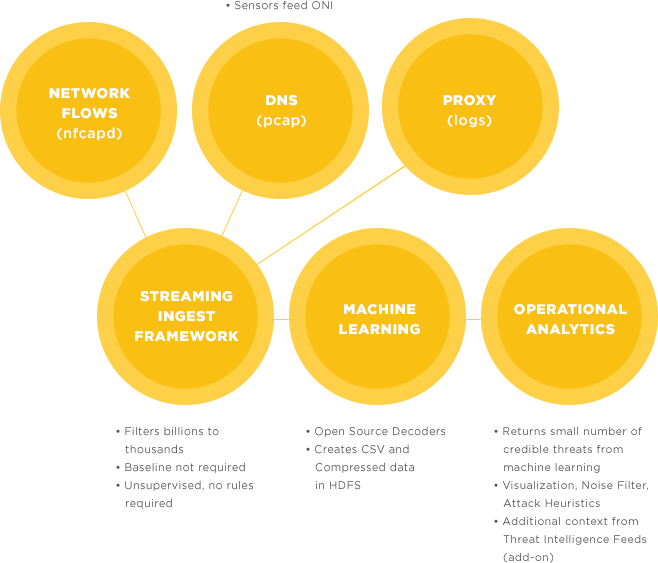 • Sensors feed ONI
NETWORK
FLOWS
(nfcapd)
DNS
(pcap)
PROXY
(logs)
STREAMING
INGEST
FRAMEWORK
MACHINE
LEARNING
OPERATIONAL
ANALYTICS
• Filters billions to
thousands
• Baseline not required
• Unsupervised, no rules
required
• Open Source Decoders
• Creates CSV and
Compressed data
in HDFS
• Returns small number of
credible threats from
machine learning
• Visualization, Noise Filter,
Attack Heuristics
• Additional context from
Threat Intelligence Feeds
(add-on)